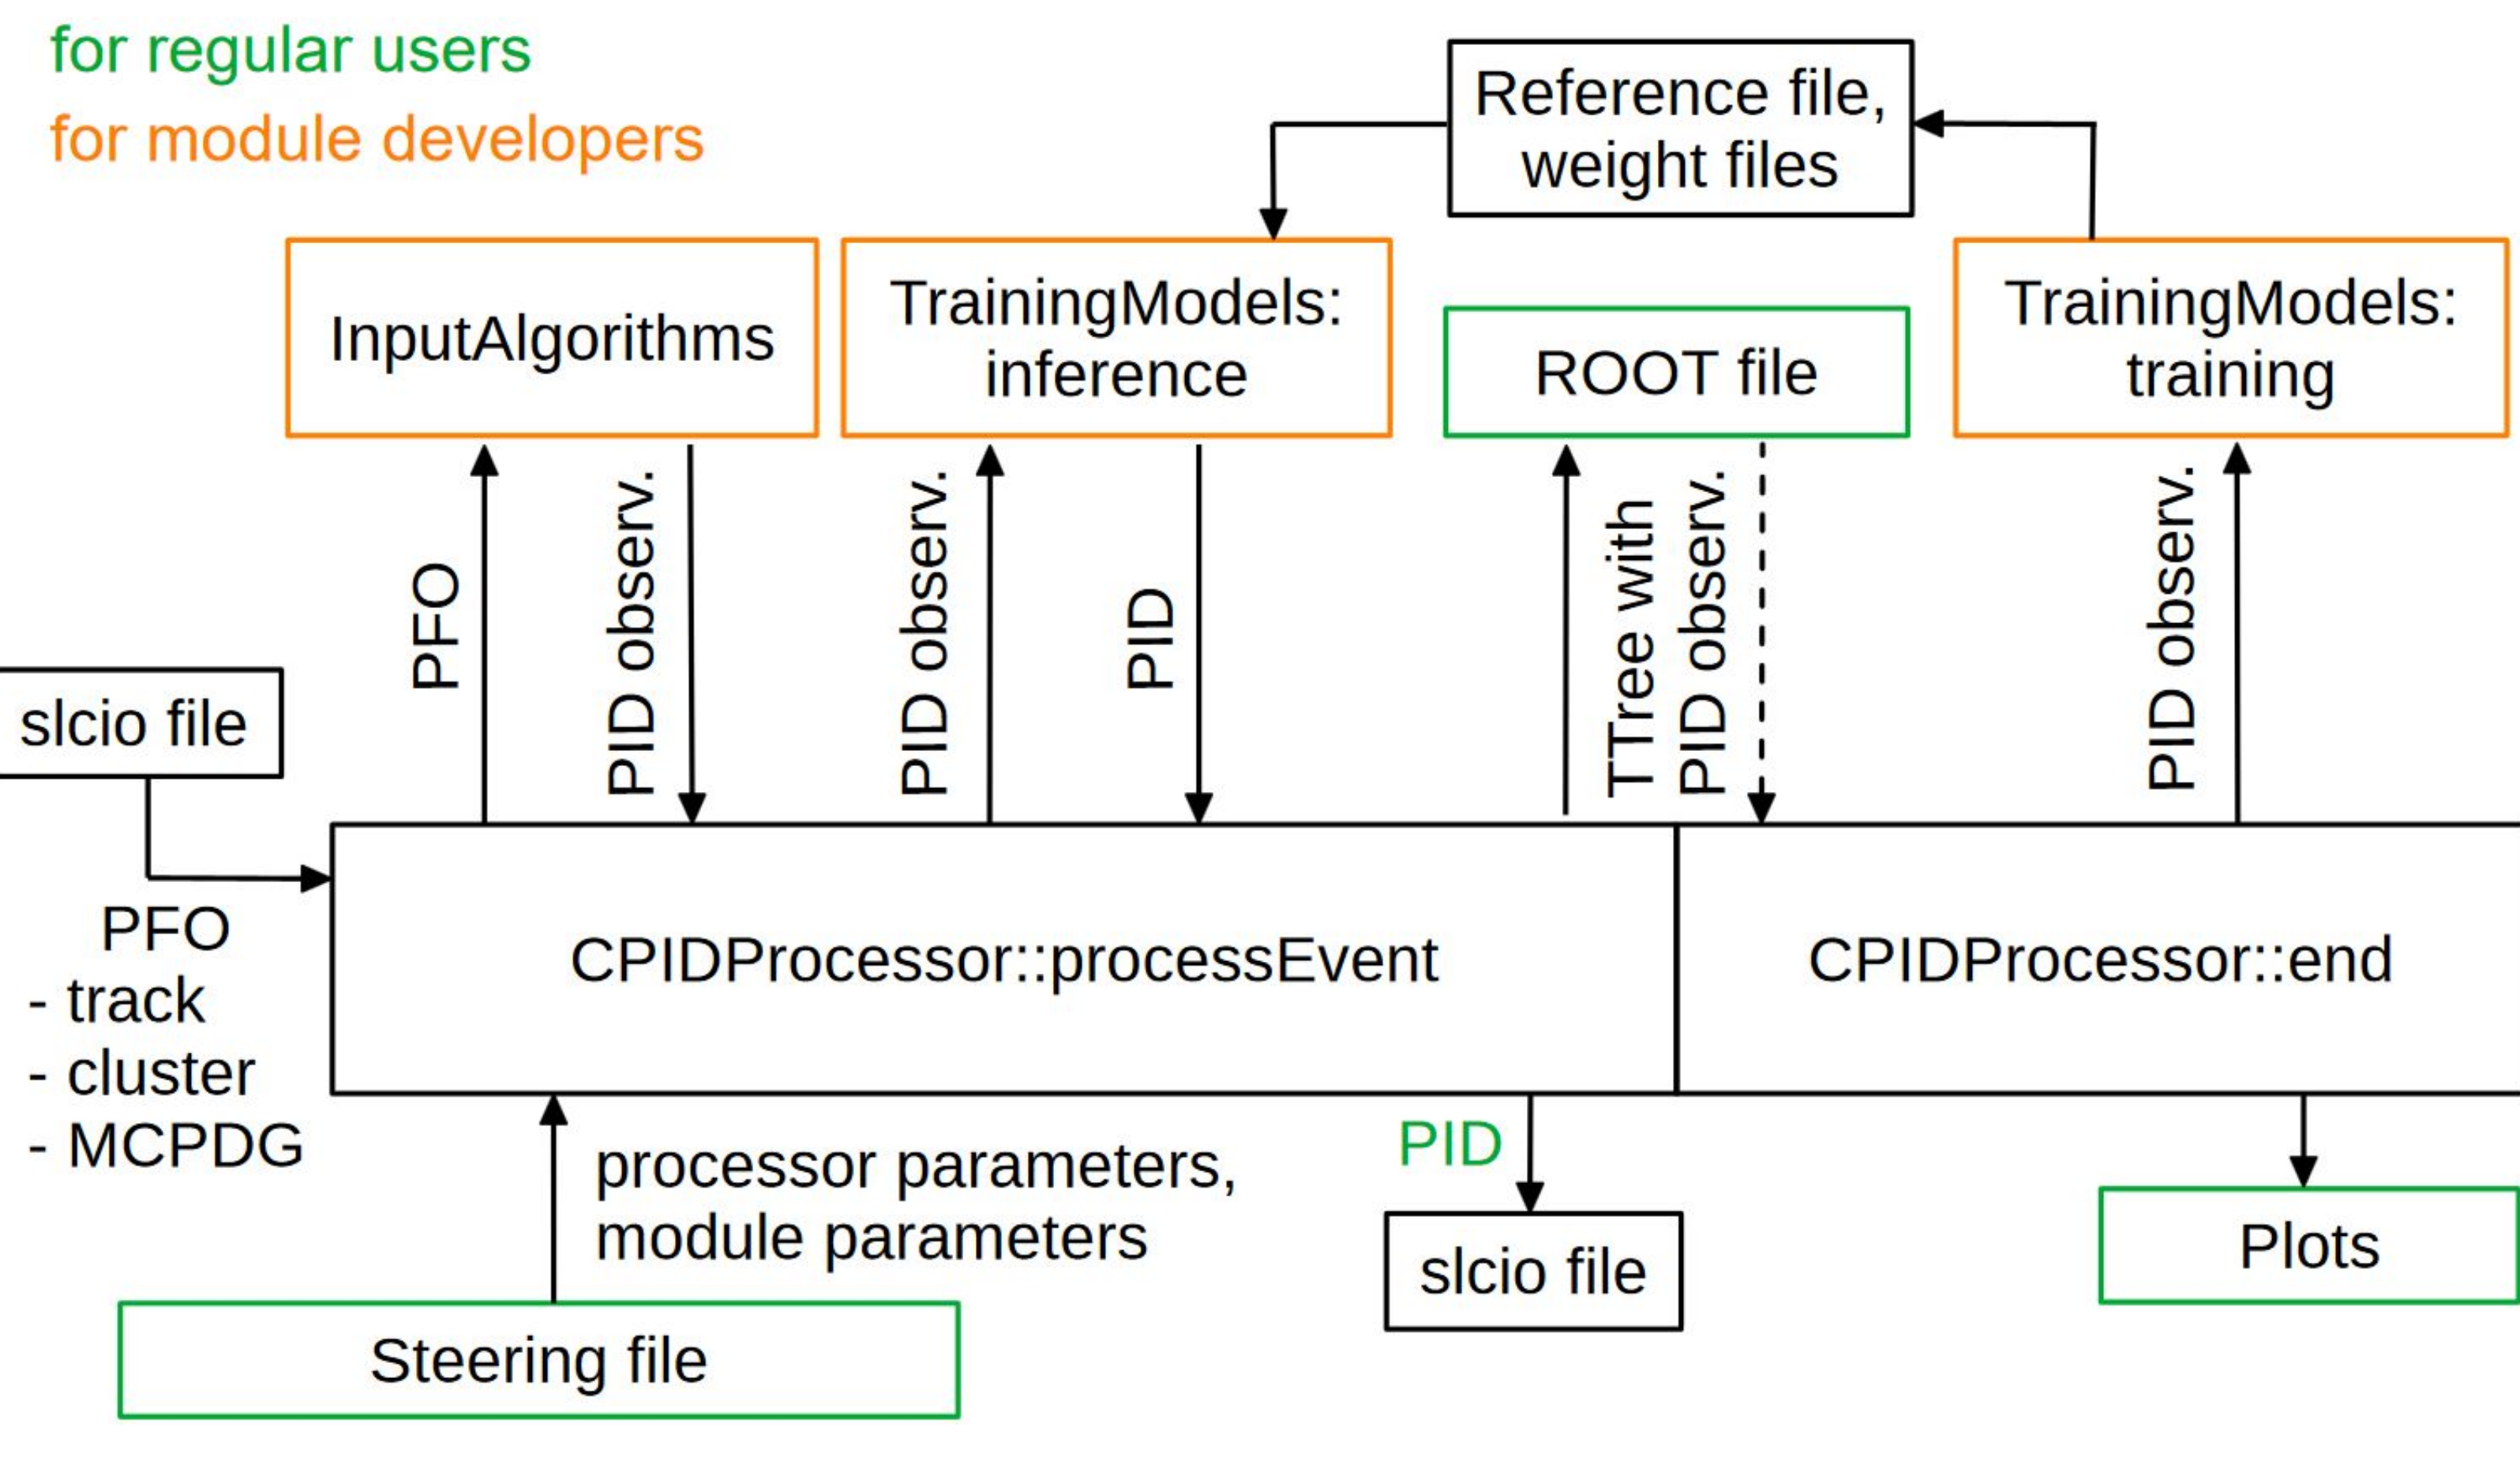 for regular users
for module developers
Reference file,
weight files
InputAlgorithms
TrainingModels:
inference
ROOT file
TrainingModels:
training
PFO
PID observ.
PID observ.
PID
TTree with
PID observ.
PID observ.
slcio file
PFO
- track
- cluster
- MCPDG
CPIDProcessor::processEvent
CPIDProcessor::end
processor parameters,
module parameters
PID
slcio file
Plots
Steering file